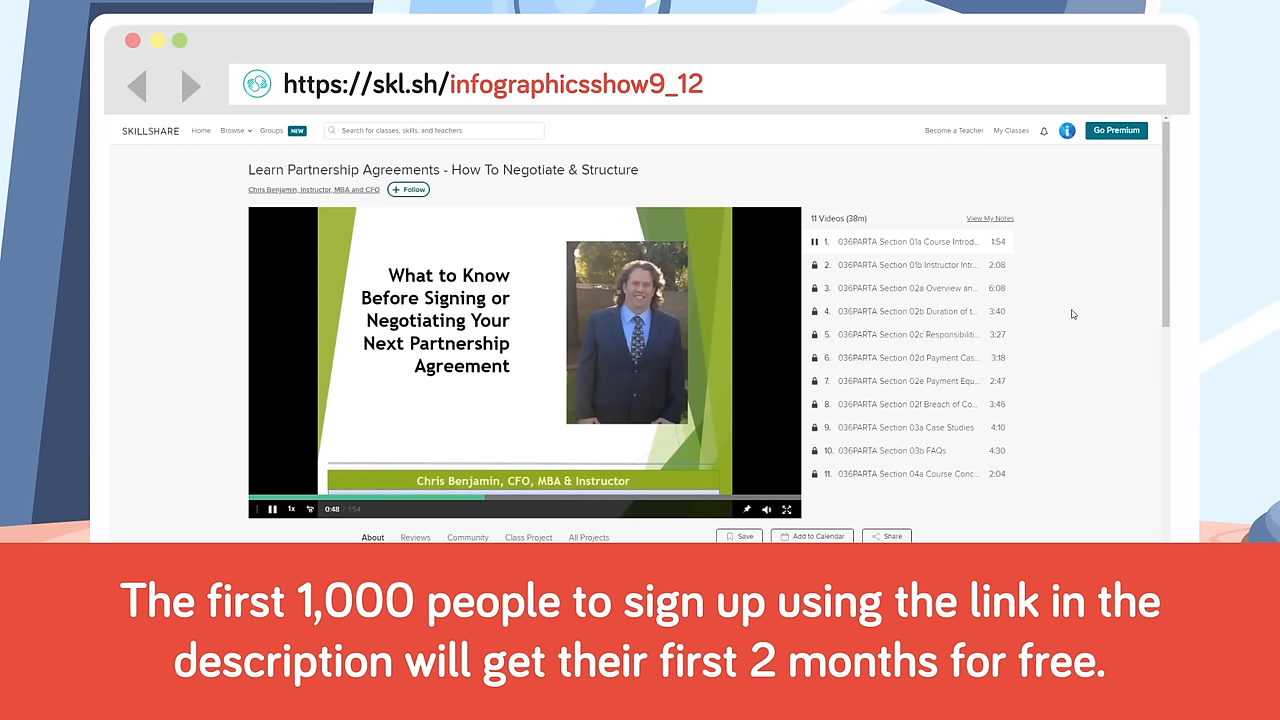 https://skl.sh/infographicsshow9_12
SKILLSHARE Home Browse Groups NEW Search for classes, skills, and teachers Become a Teacher My Classes Go Premium
Learn Partnership Agreements - How To Negotiate & Structure
Chris Benjamin, Instructor, MBA and CFO + Follow
What to Know
Before Signing or
Negotiating Your
Next Partnership
Agreement
Chris Benjamin, CFO, MBA & Instructor
1x 0:48 / 1:54
11 Videos (38m) View My Notes
1. 036PARTA Section 01a Course Introd... 1:54
2. 036PARTA Section 01b Instructor Intr... 2:08
3. 036PARTA Section 02a Overview an... 6:08
4. 036PARTA Section 02b Duration of t... 3:40
5. 036PARTA Section 02c Responsibiliti... 3:27
6. 036PARTA Section 02d Payment Cas... 3:18
7. 036PARTA Section 02e Payment Equ... 2:47
8. 036PARTA Section 02f Breach of Co... 3:46
9. 036PARTA Section 03a Case Studies 4:10
10. 036PARTA Section 03b FAQs 4:30
11. 036PARTA Section 04a Course Conc... 2:04
About Reviews Community Class Project All Projects Save Add to Calendar Share
The first 1,000 people to sign up using the link in the
description will get their first 2 months for free.